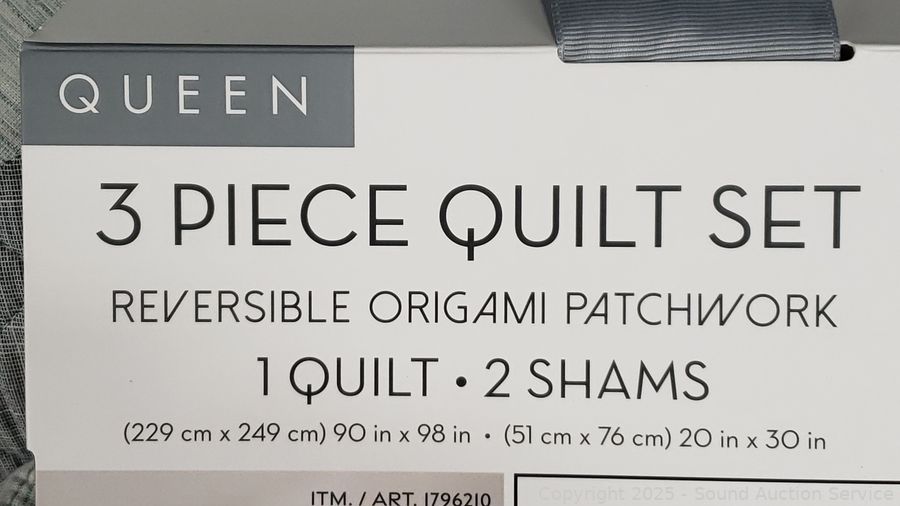 QUEEN
3 PIECE QUILT SET
REVERSIBLE ORIGAMI PATCHWORK
1 QUILT • 2 SHAMS
(229 cm x 249 cm) 90 in x 98 in • (51 cm x 76 cm) 20 in x 30 in
ITM. / ART. 1796210
Copyright 2025 - Sound Auction Service